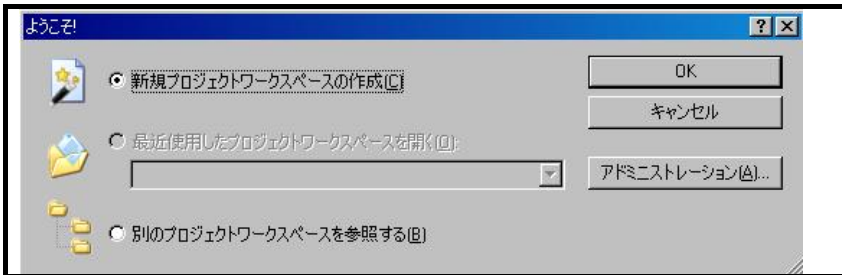 ようこそ!
新規プロジェクトワークスペースの作成(C)
OK
キャンセル
最近使用したプロジェクトワークスペースを開く(O):
アドミニストレーション(A)...
別のプロジェクトワークスペースを参照する(B)